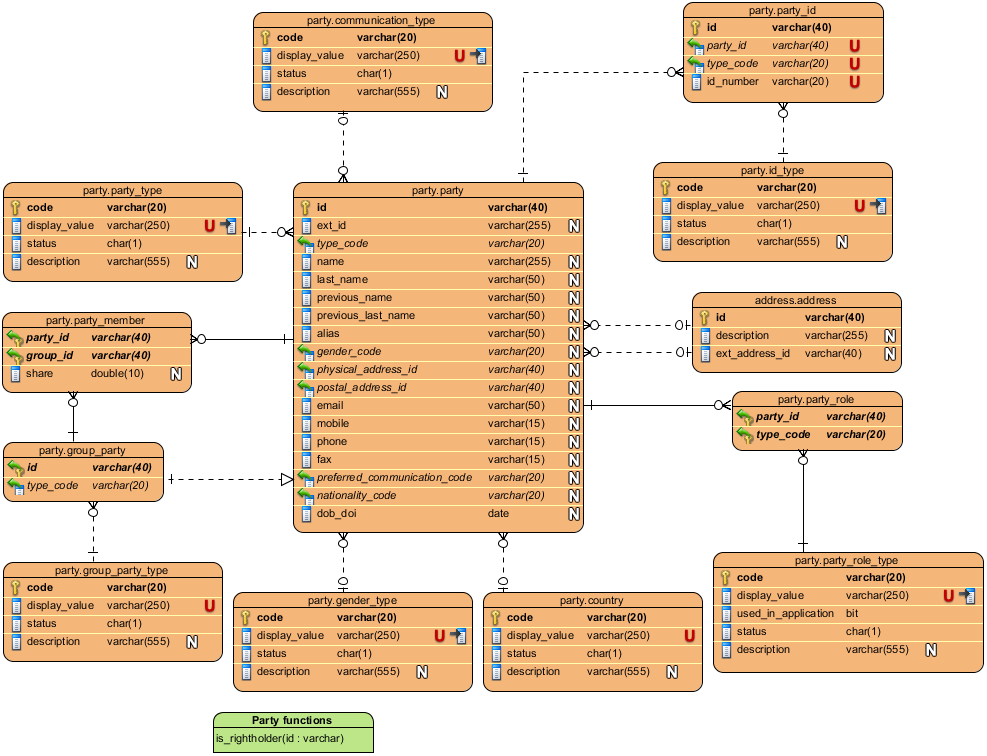 party.communication_type
code varchar(20)
display_value varchar(250) U
status char(1)
description varchar(555) N
party.party_id
id varchar(40)
party_id varchar(40) U
type_code varchar(20) U
id_number varchar(20) U
party.id_type
code varchar(20)
display_value varchar(250) U
status char(1)
description varchar(555) N
party.party_type
code varchar(20)
display_value varchar(250) U
status char(1)
description varchar(555) N
party.party
id varchar(40)
ext_id varchar(255) N
type_code varchar(20)
name varchar(255) N
last_name varchar(50) N
previous_name varchar(50) N
previous_last_name varchar(50) N
alias varchar(50) N
gender_code varchar(20) N
physical_address_id varchar(40) N
postal_address_id varchar(40) N
email varchar(50) N
mobile varchar(15) N
phone varchar(15) N
fax varchar(15) N
preferred_communication_code varchar(20) N
nationality_code varchar(20) N
dob_doi date N
address.address
id varchar(40)
description varchar(255) N
ext_address_id varchar(40) N
party.party_member
party_id varchar(40)
group_id varchar(40)
share double(10) N
party.party_role
party_id varchar(40)
type_code varchar(20)
party.group_party
id varchar(40)
type_code varchar(20)
party.group_party_type
code varchar(20)
display_value varchar(250) U
status char(1)
description varchar(555) N
party.gender_type
code varchar(20)
display_value varchar(250) U
status char(1)
description varchar(555) N
party.country
code varchar(20)
display_value varchar(250) U
status char(1)
description varchar(555) N
party.party_role_type
code varchar(20)
display_value varchar(250) U
used_in_application bit
status char(1)
description varchar(555) N
Party functions
is_rightholder(id : varchar)